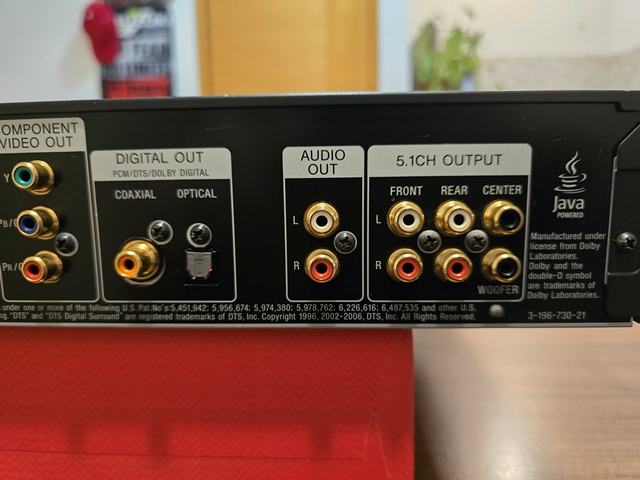 COMPONENT
VIDEO OUT
Y
PB/
PR/
DIGITAL OUT
PCM/DTS/DOLBY DIGITAL
COAXIAL
OPTICAL
AUDIO
OUT
L
R
5.1CH OUTPUT
FRONT
REAR
CENTER
L
R
WOOFER
Java
POWERED
Manufactured under
license from Dolby
Laboratories.
Dolby and the
double-D symbol
are trademarks of
Dolby Laboratories.
under one or more of the following U.S.Pat.No's:5,451,942; 5,956,674; 5,974,380; 5,978,762; 6,226,616; 6,487,535 and other U.S.
"DTS" and "DTS Digital Surround" are registered trademarks of DTS, Inc. Copyright 1996, 2002-2006, DTS, Inc. All Rights Reserved.
3-196-730-21